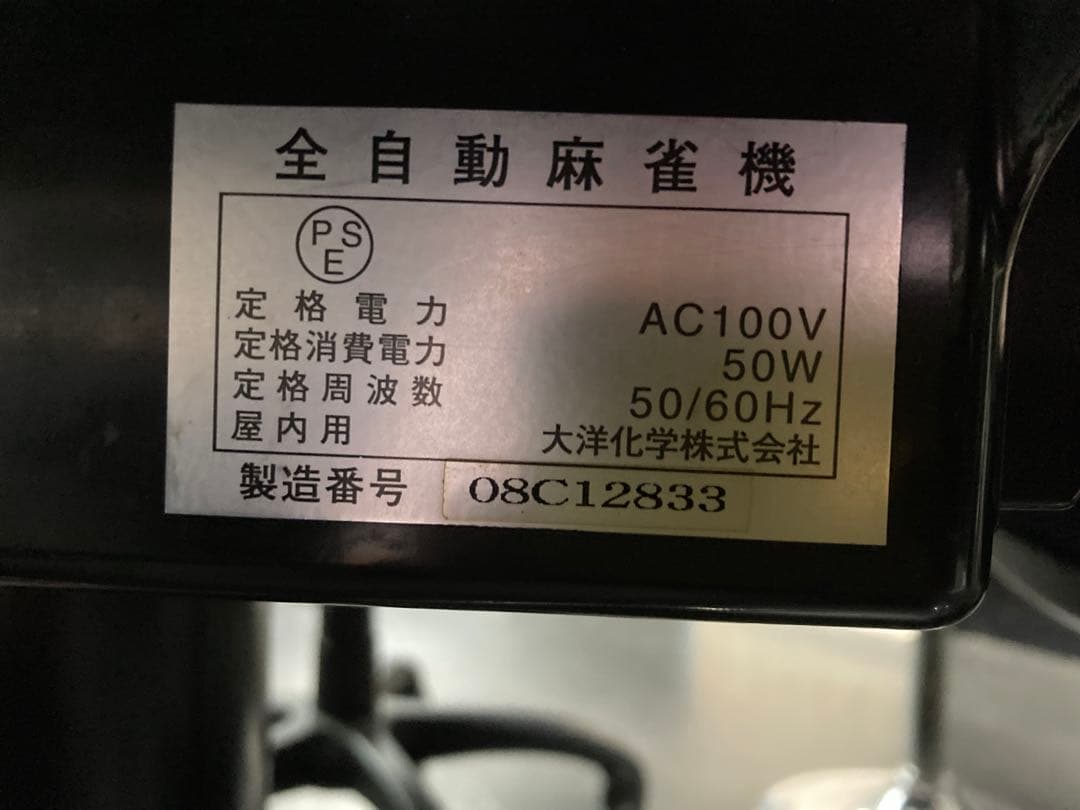 全自動麻雀機
PSE
定格電力 AC100V
定格消費電力 50W
定格周波数 50/60Hz
屋内用 大洋化学株式会社
製造番号 08C12833